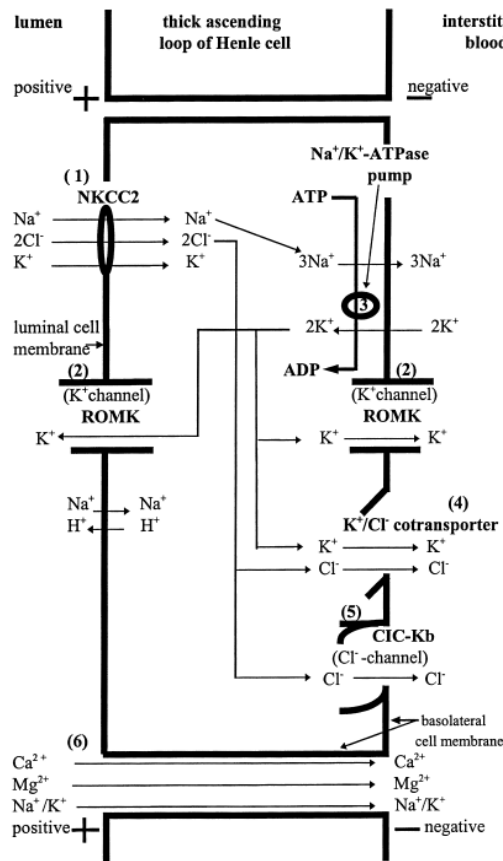 lumen thick ascending interstit
loop of Henle cell blood
positive + − negative
Na⁺/K⁺-ATPase
pump
(1)
NKCC2
ATP
Na⁺ Na⁺
2Cl⁻ 2Cl⁻
K⁺ K⁺
3Na⁺ 3Na⁺
3
2K⁺ 2K⁺
luminal cell
membrane
ADP
(2) (2)
(K⁺channel) (K⁺channel)
ROMK ROMK
K⁺ K⁺ K⁺
Na⁺ Na⁺
H⁺ H⁺
(4)
K⁺/Cl⁻ cotransporter
K⁺ K⁺
Cl⁻ Cl⁻
(5)
CIC-Kb
(Cl⁻-channel)
Cl⁻ Cl⁻
basolateral
cell membrane
(6)
Ca²⁺ Ca²⁺
Mg²⁺ Mg²⁺
Na⁺/K⁺ Na⁺/K⁺
positive + − negative